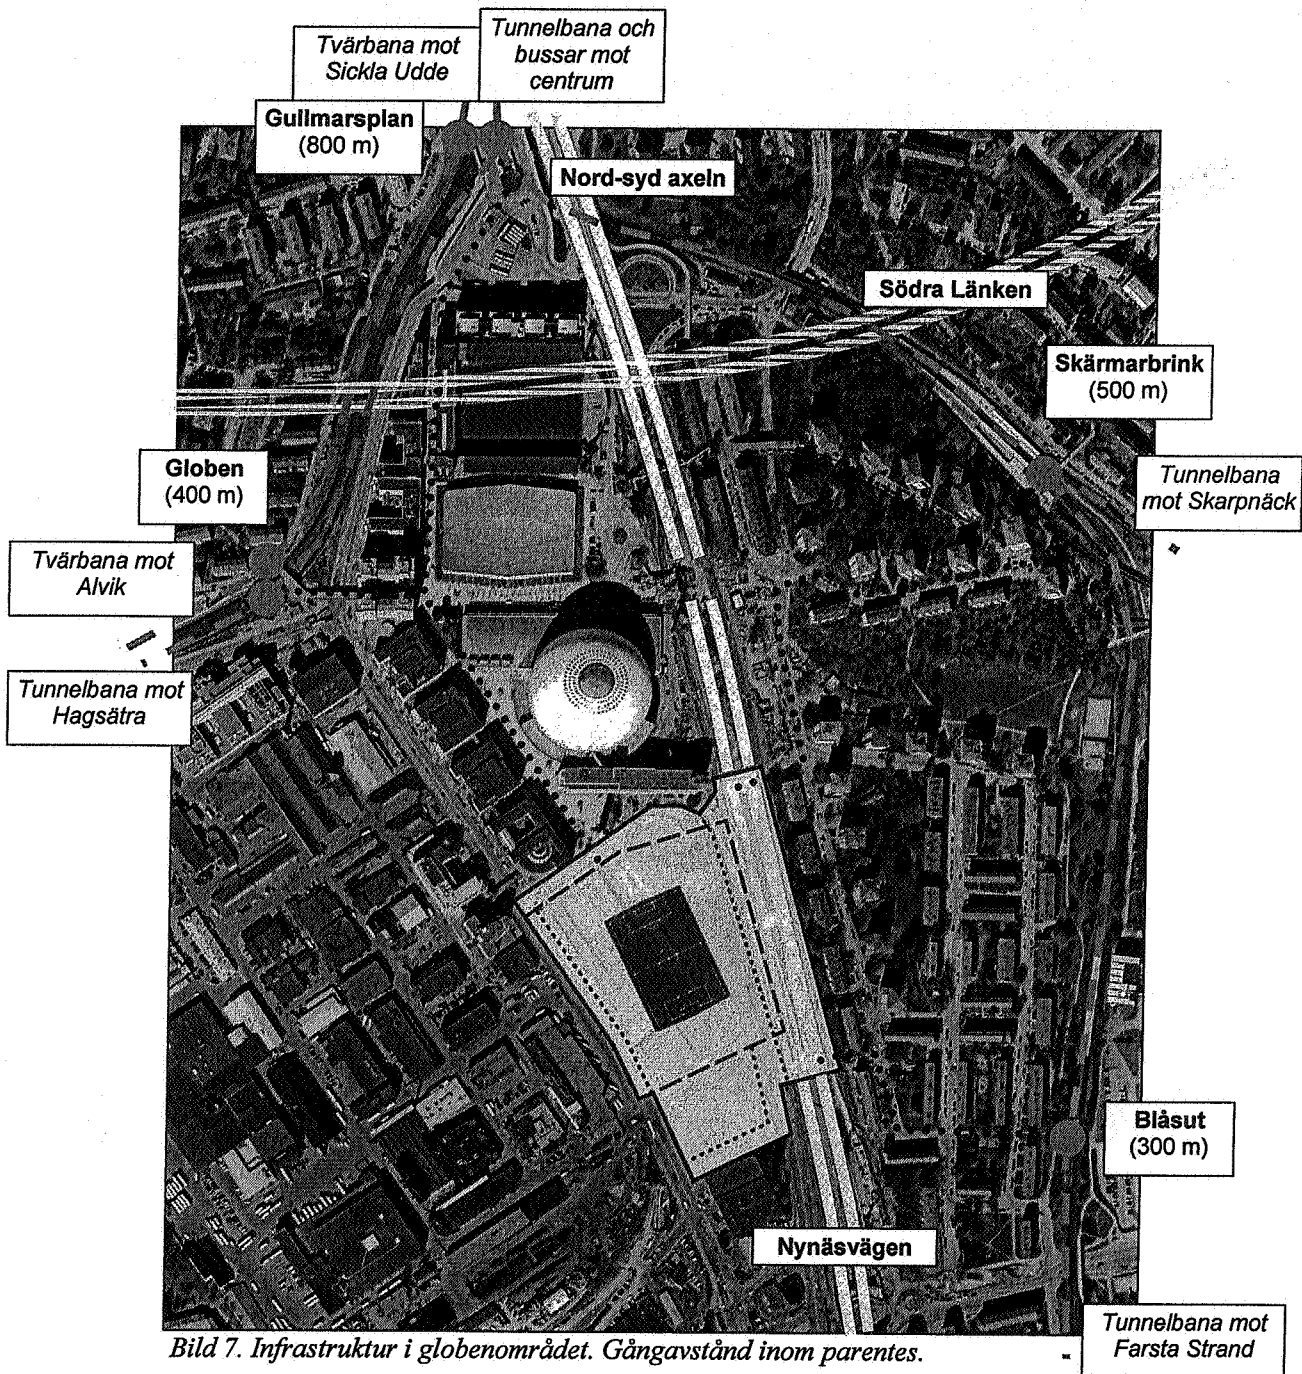 Tvärbana mot
Sickla Udde
Tunnelbana och
bussar mot
centrum
Gullmarsplan
(800 m)
Nord-syd axeln
Södra Länken
Skärmarbrink
(500 m)
Globen
(400 m)
Tunnelbana
mot Skarpnäck
Tvärbana mot
Alvik
Tunnelbana mot
Hagsätra
Blåsut
(300 m)
Nynäsvägen
Tunnelbana mot
Farsta Strand
Bild 7. Infrastruktur i globenområdet. Gångavstånd inom parentes.